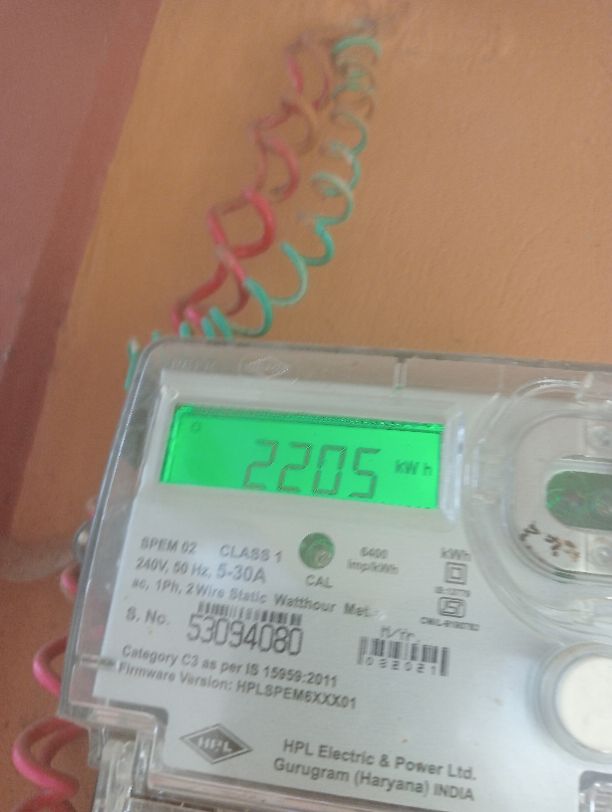 2205 kWh
SPEM 02 CLASS 1
240V, 50 Hz, 5-30A
ac, 1Ph, 2Wire Static Watthour
CAL
6400
imp/kWh
kWh
S. No.
53094080
M/Yr.
082021
Category C3 as per IS 15959:2011
Firmware Version: HPLSPEM6XXX01
HPL
HPL Electric & Power Ltd.
Gurugram (Haryana) INDIA